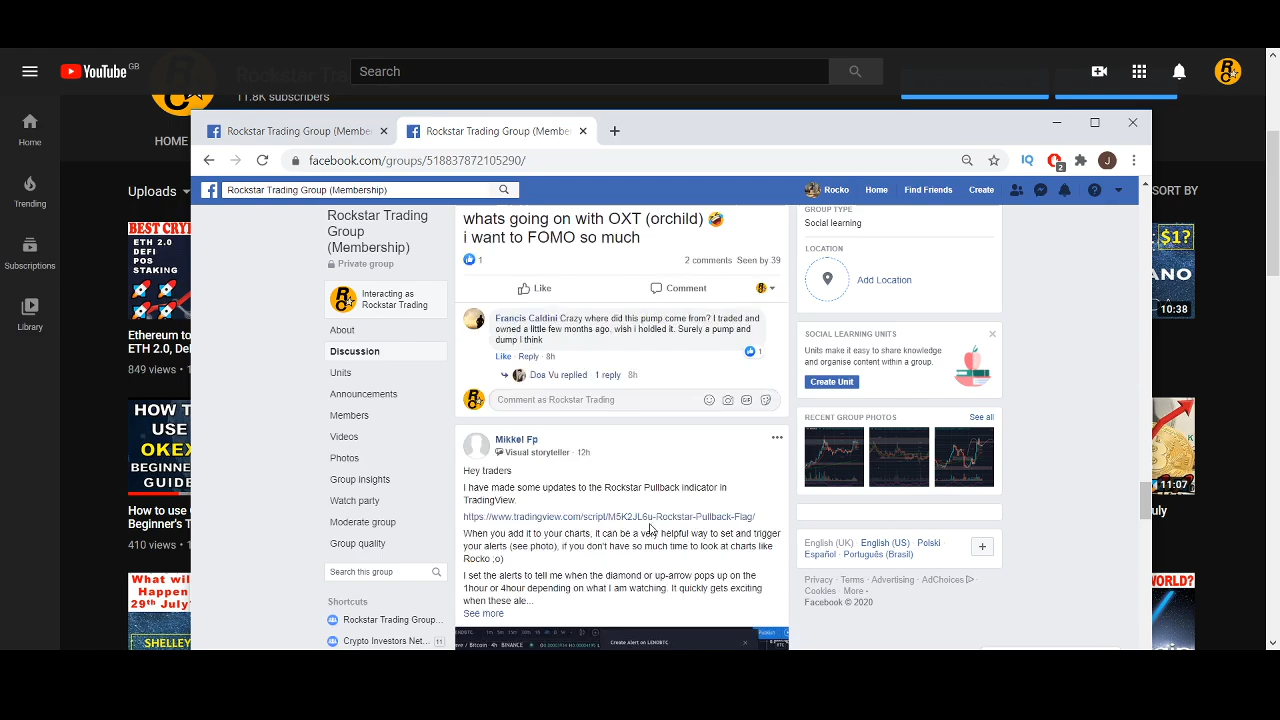 YouTube GB
Search
11.8K subscribers
HOME
Home
Trending
Subscriptions
Library
Uploads
SORT BY
BEST CRY
ETH 2.0
DEFI
POS
STAKING
Ethereum to
ETH 2.0, De
849 views •
HOW T
USE
OKEX
BEGINNER
GUIDE
How to use
Beginner's T
410 views •
What will
Happen
29th July?
SHELLEY
$1?
ANO
10:38
11:07
Rockstar Trading Group (Membe
Rockstar Trading Group (Membe
facebook.com/groups/518837872105290/
IQ
2
J
Rockstar Trading Group (Membership)
Rocko
Home
Find Friends
Create
Rockstar Trading
Group
(Membership)
Private group
Interacting as
Rockstar Trading
About
Discussion
Units
Announcements
Members
Videos
Photos
Group insights
Watch party
Moderate group
Group quality
Search this group
Shortcuts
Rockstar Trading Group...
Crypto Investors Net... 11
whats going on with OXT (orchild) 🤣
i want to FOMO so much
1
2 comments Seen by 39
Like
Comment
Francis Caldini Crazy where did this pump come from? I traded and
owned a little few months ago, wish i holdled it. Surely a pump and
dump I think
1
Like · Reply · 8h
Doa Vu replied · 1 reply 8h
Comment as Rockstar Trading
Mikkel Fp
Visual storyteller · 12h
Hey traders
I have made some updates to the Rockstar Pullback indicator in
TradingView.
https://www.tradingview.com/script/M5K2JL6u-Rockstar-Pullback-Flag/
When you add it to your charts, it can be a very helpful way to set and trigger
your alerts (see photo), if you don't have so much time to look at charts like
Rocko ;o)
I set the alerts to tell me when the diamond or up-arrow pops up on the
1hour or 4hour depending on what I am watching. It quickly gets exciting
when these ale...
See more
Create Alert on LENDBTC
GROUP TYPE
Social learning
LOCATION
Add Location
SOCIAL LEARNING UNITS
Units make it easy to share knowledge
and organise content within a group.
Create Unit
RECENT GROUP PHOTOS
See all
English (UK) · English (US) · Polski ·
Español · Português (Brasil)
Privacy · Terms · Advertising · AdChoices ·
Cookies · More
Facebook © 2020